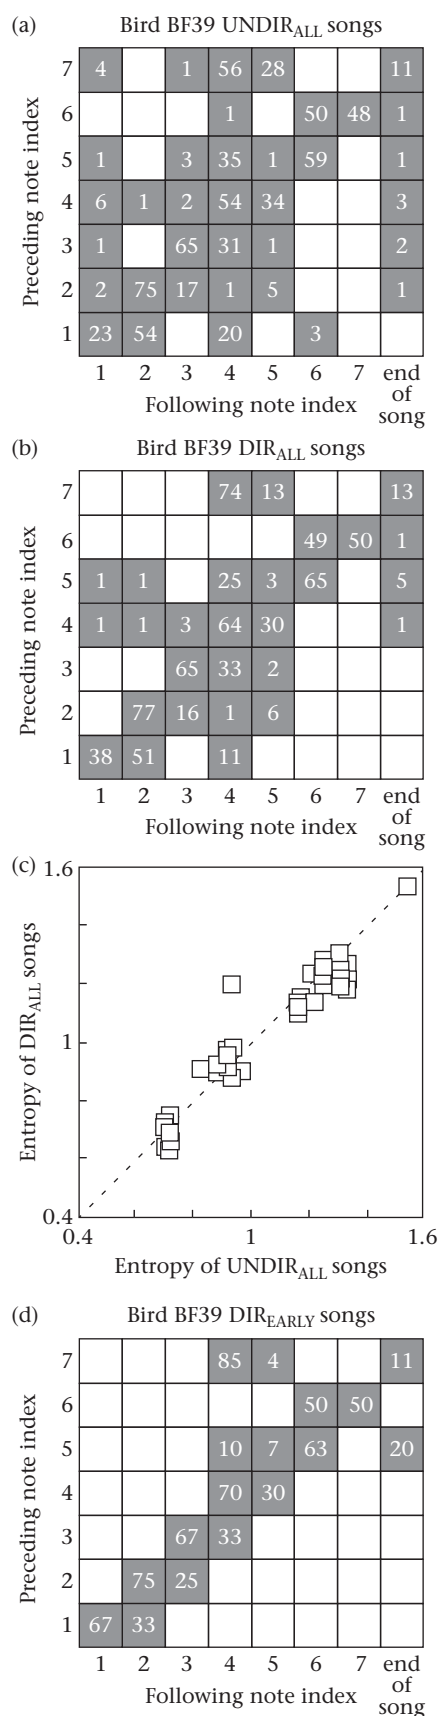 (a) Bird BF39 UNDIRALL songs
Preceding note index
7 4 1 56 28 11
6 1 50 48 1
5 1 3 35 1 59 1
4 6 1 2 54 34 3
3 1 65 31 1 2
2 2 75 17 1 5 1
1 23 54 20 3
1 2 3 4 5 6 7 end
of
song
Following note index
(b) Bird BF39 DIRALL songs
Preceding note index
7 74 13 13
6 49 50 1
5 1 1 25 3 65 5
4 1 1 3 64 30 1
3 65 33 2
2 77 16 1 6
1 38 51 11
1 2 3 4 5 6 7 end
of
song
Following note index
(c)
Entropy of DIRALL songs
1.6
1
0.4
0.4 1 1.6
Entropy of UNDIRALL songs
(d) Bird BF39 DIREARLY songs
Preceding note index
7 85 4 11
6 50 50
5 10 7 63 20
4 70 30
3 67 33
2 75 25
1 67 33
1 2 3 4 5 6 7 end
of
song
Following note index